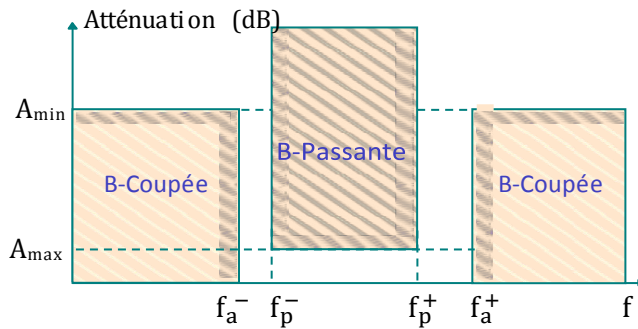 Atténuation (dB)
Amin
B-Passante
B-Coupée
B-Coupée
Amax
fa− fp− fp+ fa+ f